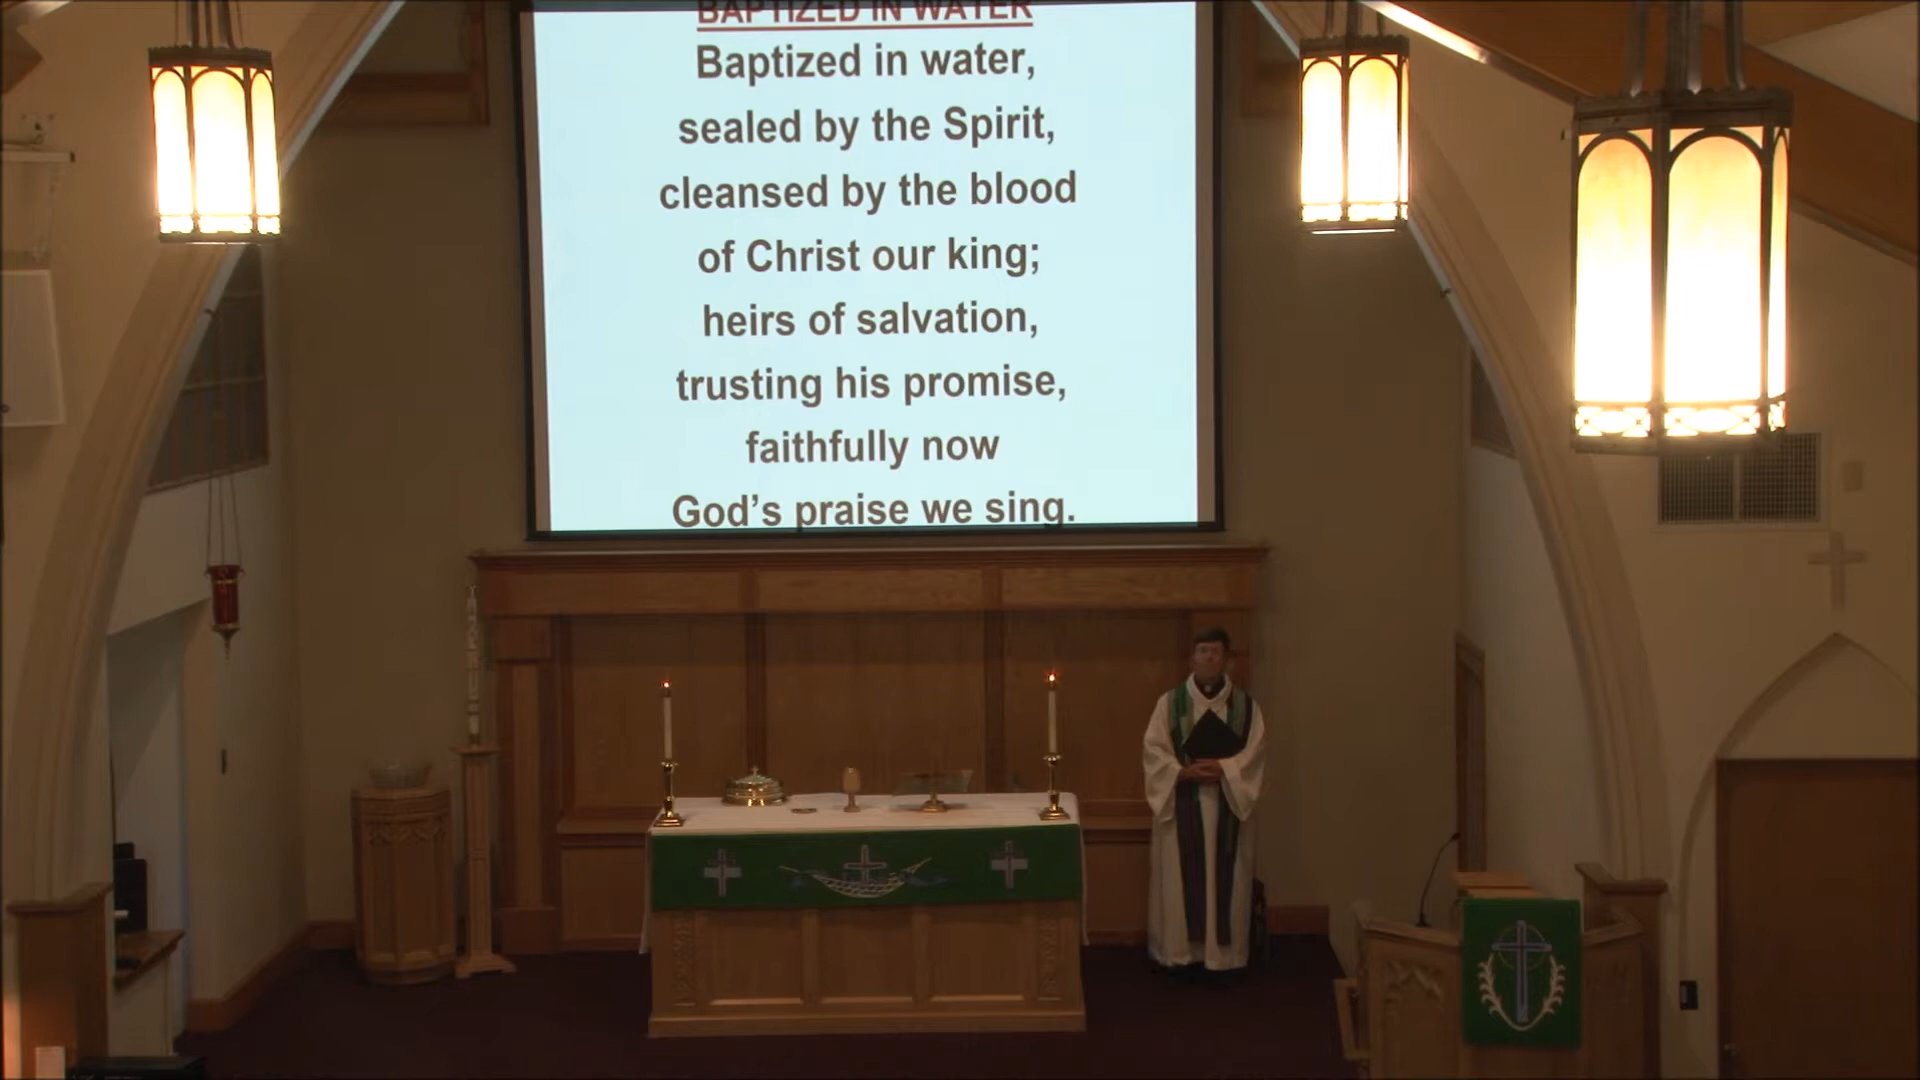 BAPTIZED IN WATER
Baptized in water,
sealed by the Spirit,
cleansed by the blood
of Christ our king;
heirs of salvation,
trusting his promise,
faithfully now
God’s praise we sing.